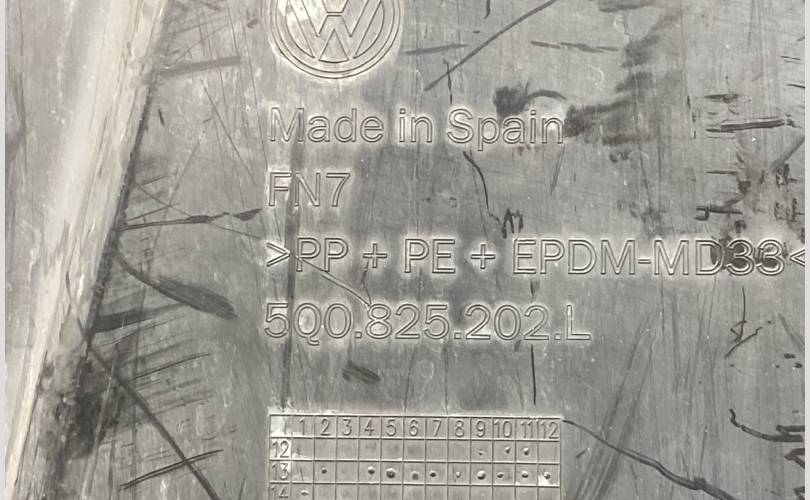 VW
Made in Spain
FN7
>PP + PE + EPDM-MD33<
5Q0.825.202.L
1 2 3 4 5 6 7 8 9 10 11 12
12
13
14